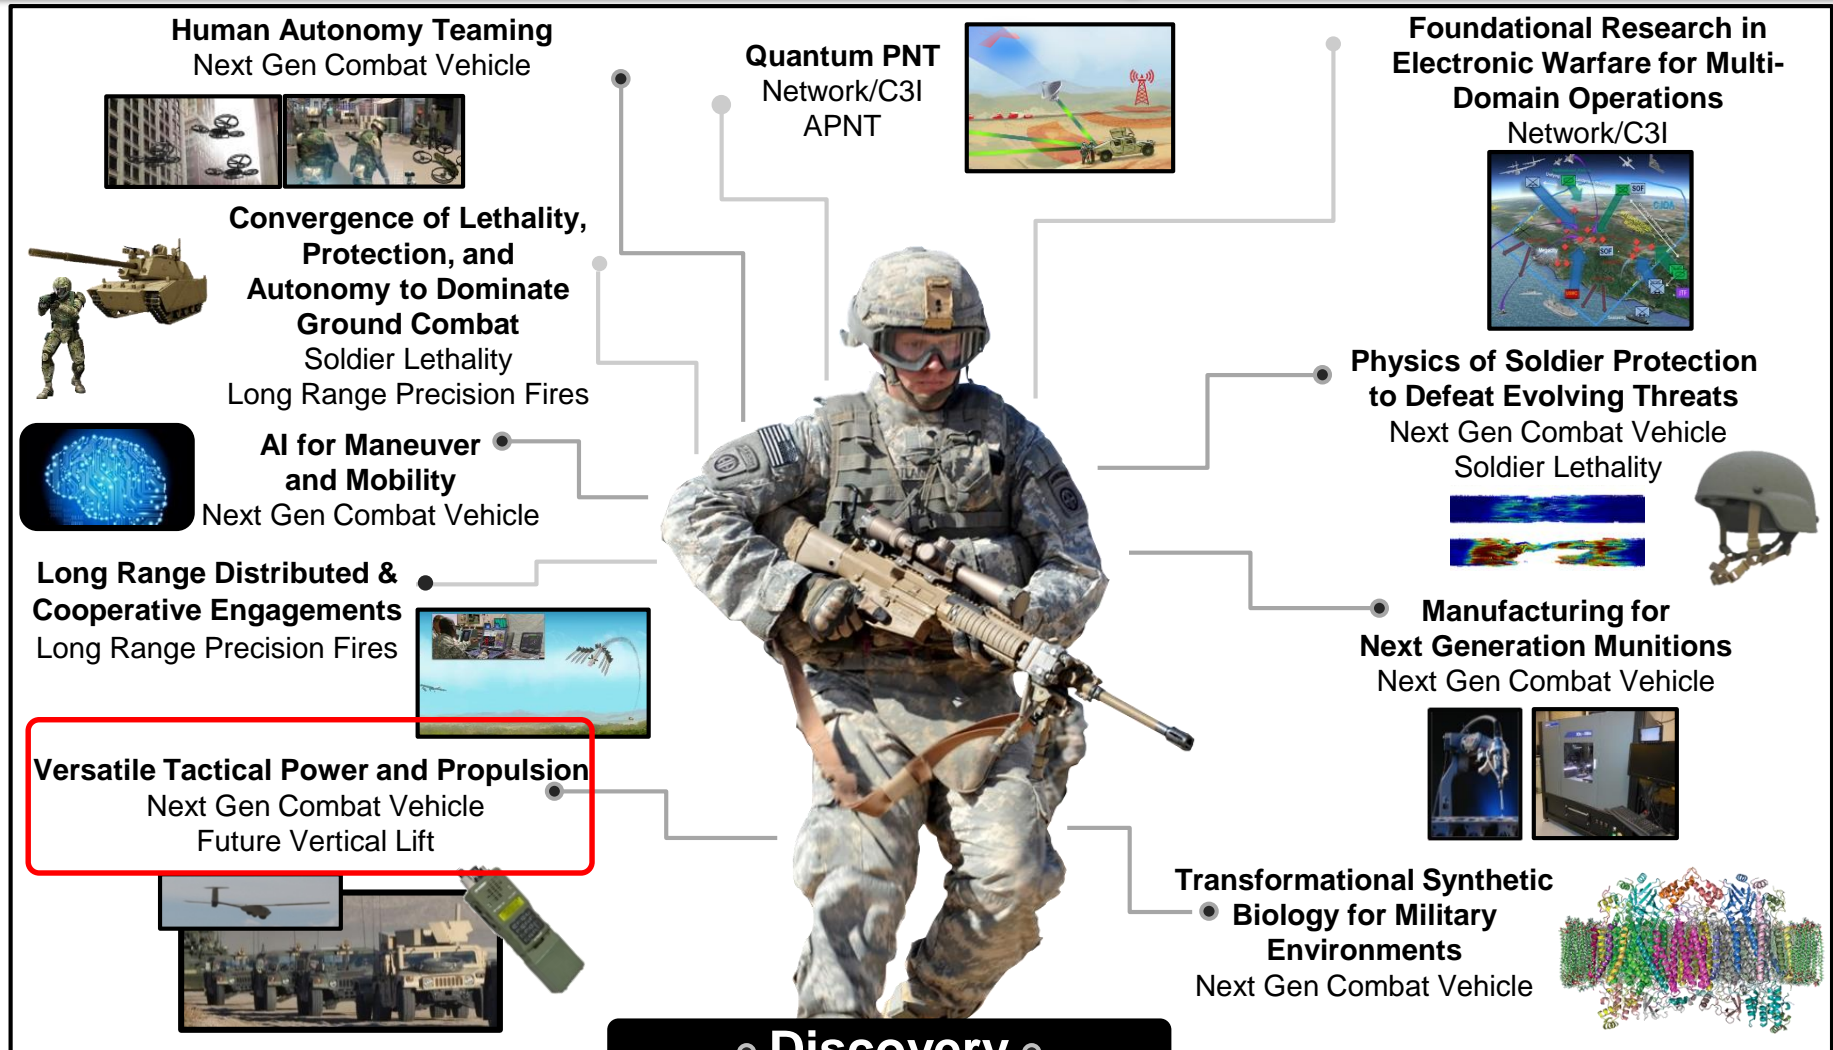 Human Autonomy Teaming
Next Gen Combat Vehicle
Quantum PNT
Network/C3I
APNT
Foundational Research in
Electronic Warfare for Multi-
Domain Operations
Network/C3I
SOF
SOF
Convergence of Lethality,
Protection, and
Autonomy to Dominate
Ground Combat
Soldier Lethality
Long Range Precision Fires
Physics of Soldier Protection
to Defeat Evolving Threats
Next Gen Combat Vehicle
Soldier Lethality
AI for Maneuver
and Mobility
Next Gen Combat Vehicle
Long Range Distributed &
Cooperative Engagements
Long Range Precision Fires
Manufacturing for
Next Generation Munitions
Next Gen Combat Vehicle
Versatile Tactical Power and Propulsion
Next Gen Combat Vehicle
Future Vertical Lift
Transformational Synthetic
Biology for Military
Environments
Next Gen Combat Vehicle
Discovery